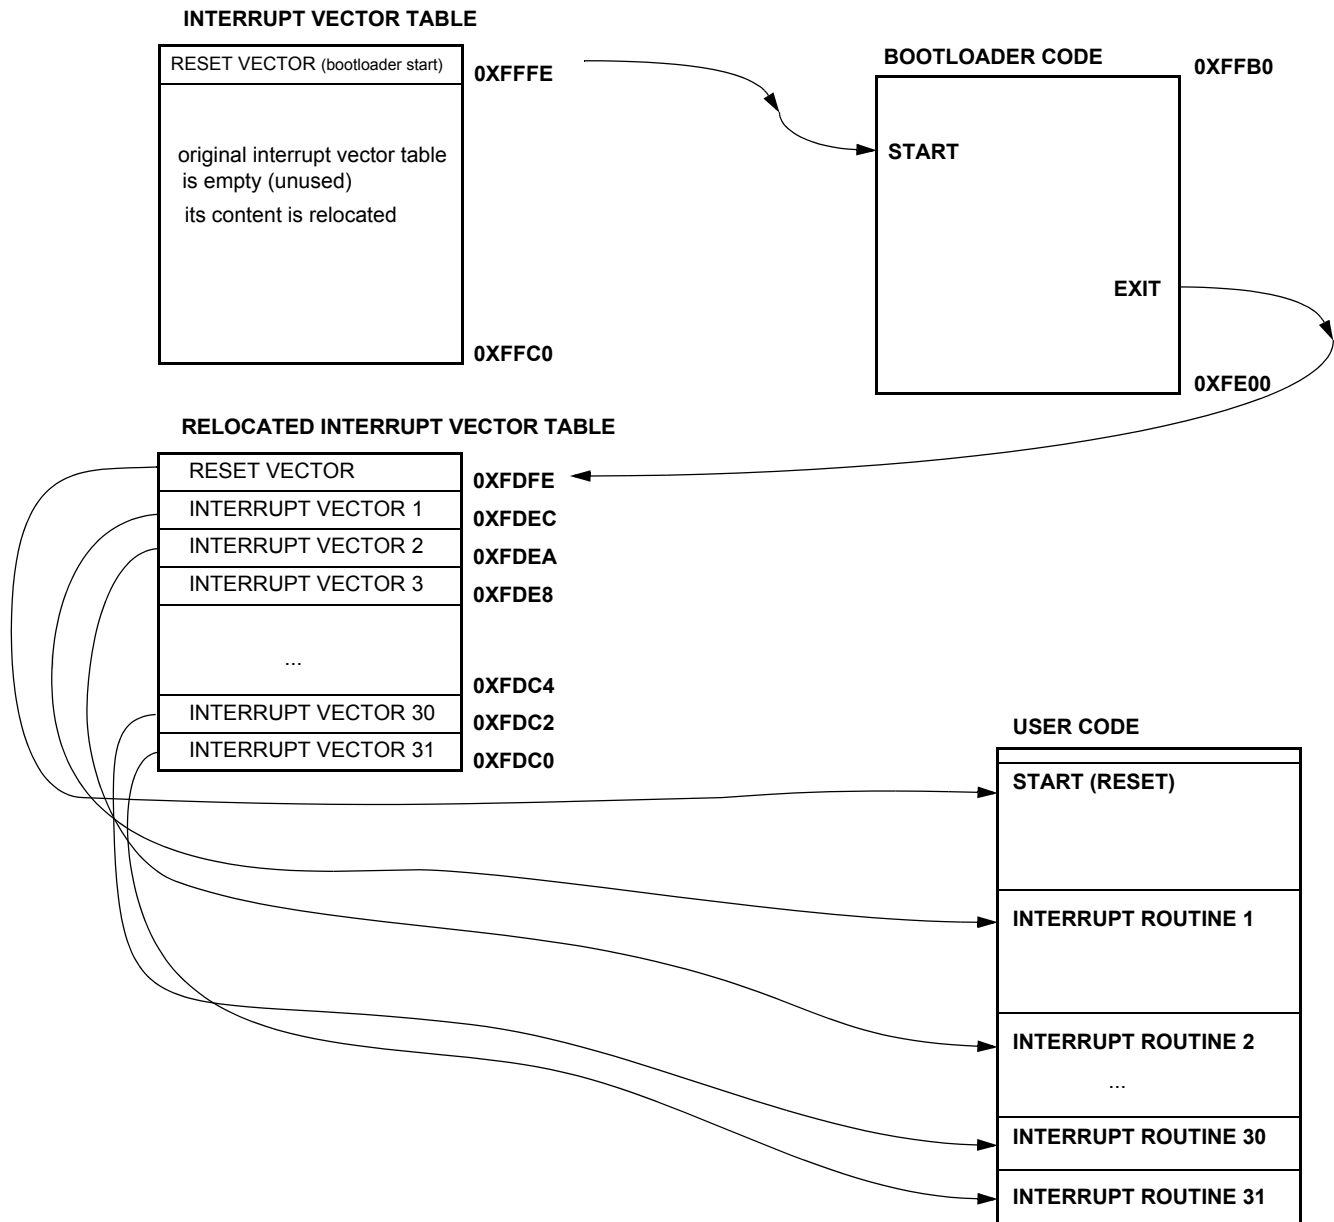 INTERRUPT VECTOR TABLE
RESET VECTOR (bootloader start)
0XFFFE
original interrupt vector table
is empty (unused)
its content is relocated
0XFFC0
BOOTLOADER CODE
0XFFB0
START
EXIT
0XFE00
RELOCATED INTERRUPT VECTOR TABLE
RESET VECTOR
0XFDFE
INTERRUPT VECTOR 1
0XFDEC
INTERRUPT VECTOR 2
0XFDEA
INTERRUPT VECTOR 3
0XFDE8
...
0XFDC4
INTERRUPT VECTOR 30
0XFDC2
INTERRUPT VECTOR 31
0XFDC0
USER CODE
START (RESET)
INTERRUPT ROUTINE 1
INTERRUPT ROUTINE 2
...
INTERRUPT ROUTINE 30
INTERRUPT ROUTINE 31